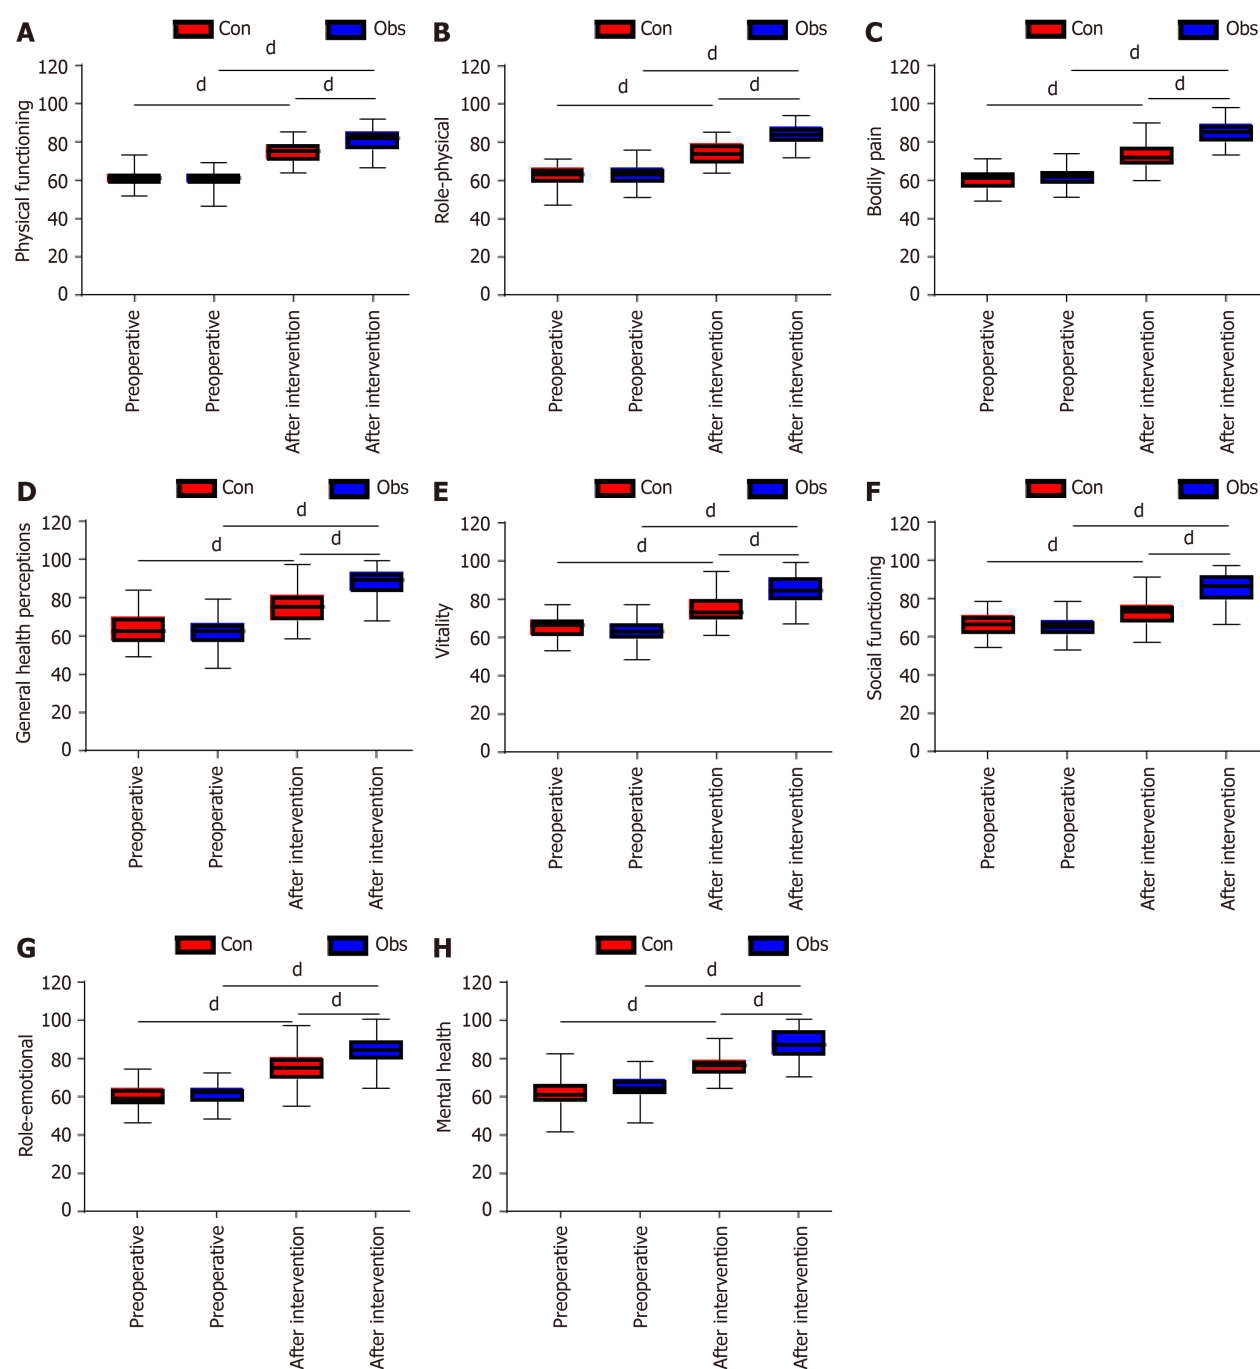 A
Con
Obs
d
d
d
Physical functioning
120
100
80
60
40
20
0
Preoperative
Preoperative
After intervention
After intervention
B
Con
Obs
d
d
d
Role-physical
120
100
80
60
40
20
0
Preoperative
Preoperative
After intervention
After intervention
C
Con
Obs
d
d
d
Bodily pain
120
100
80
60
40
20
0
Preoperative
Preoperative
After intervention
After intervention
D
Con
Obs
d
d
d
General health perceptions
120
100
80
60
40
20
0
Preoperative
Preoperative
After intervention
After intervention
E
Con
Obs
d
d
d
Vitality
120
100
80
60
40
20
0
Preoperative
Preoperative
After intervention
After intervention
F
Con
Obs
d
d
d
Social functioning
120
100
80
60
40
20
0
Preoperative
Preoperative
After intervention
After intervention
G
Con
Obs
d
d
d
Role-emotional
120
100
80
60
40
20
0
Preoperative
Preoperative
After intervention
After intervention
H
Con
Obs
d
d
d
Mental health
120
100
80
60
40
20
0
Preoperative
Preoperative
After intervention
After intervention